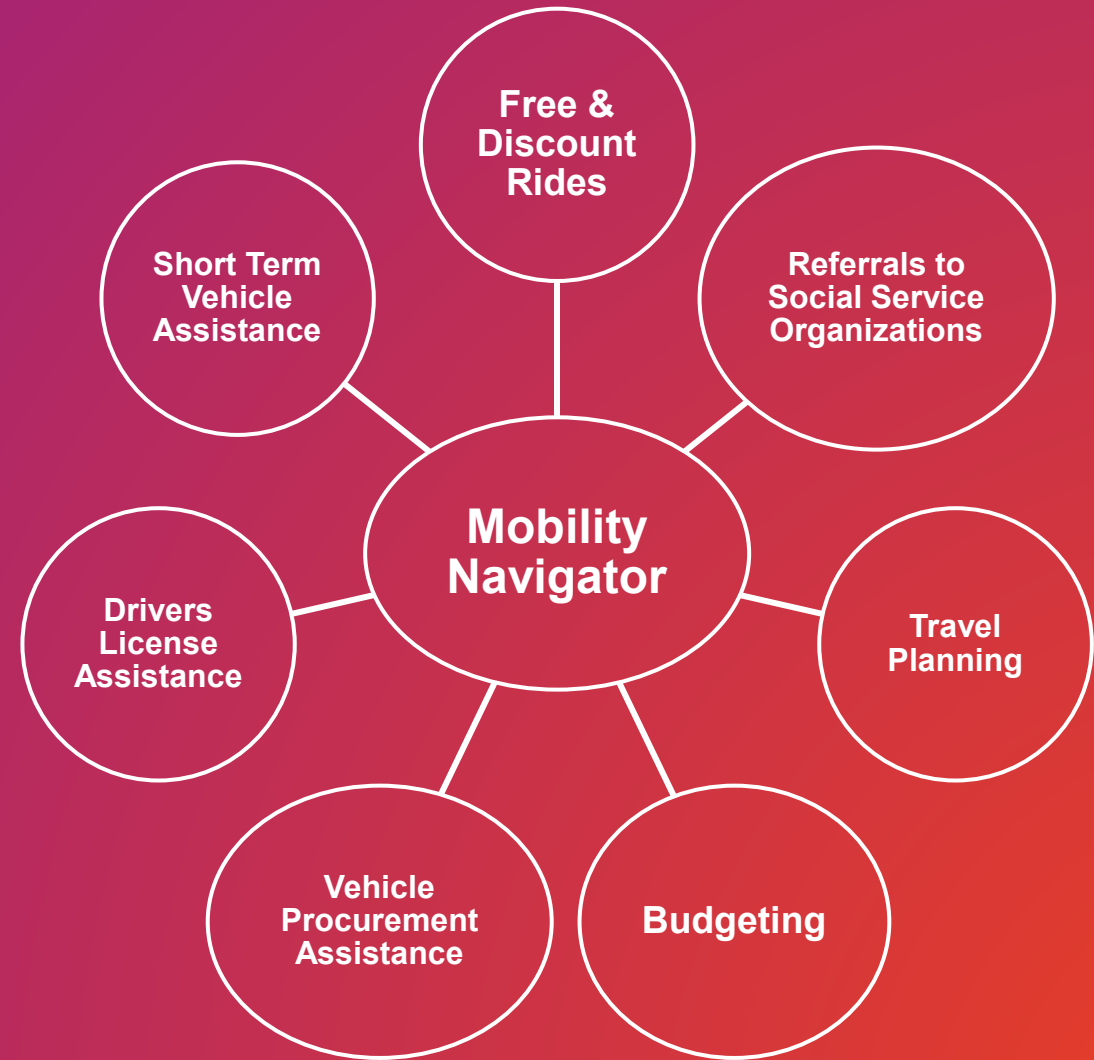 Free &
Discount
Rides
Short Term
Vehicle
Assistance
Referrals to
Social Service
Organizations
Mobility
Navigator
Drivers
License
Assistance
Travel
Planning
Vehicle
Procurement
Assistance
Budgeting